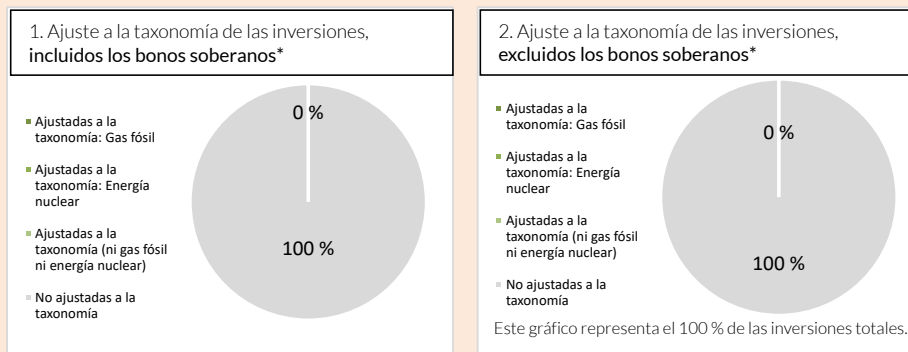 1. Ajuste a la taxonomía de las inversiones,
incluidos los bonos soberanos*
Ajustadas a la
taxonomía: Gas fósil
Ajustadas a la
taxonomía: Energía
nuclear
Ajustadas a la
taxonomía (ni gas fósil
ni energía nuclear)
No ajustadas a la
taxonomía
0 %
100 %
2. Ajuste a la taxonomía de las inversiones,
excluidos los bonos soberanos*
Ajustadas a la
taxonomía: Gas fósil
Ajustadas a la
taxonomía: Energía
nuclear
Ajustadas a la
taxonomía (ni gas fósil
ni energía nuclear)
No ajustadas a la
taxonomía
0 %
100 %
Este gráfico representa el 100 % de las inversiones totales.